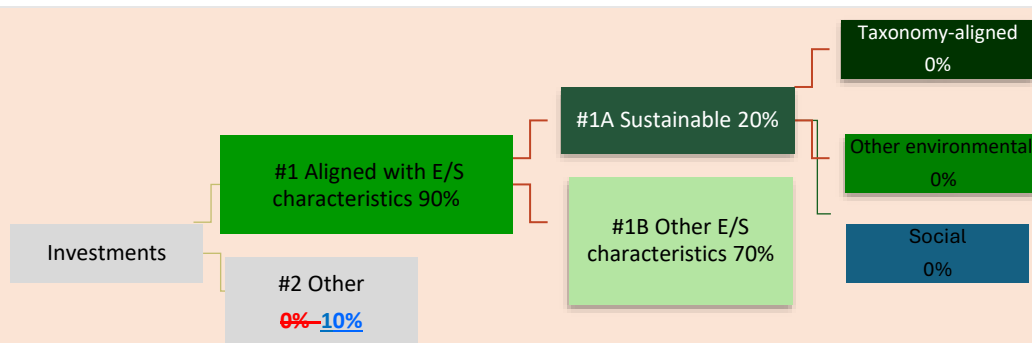 Taxonomy-aligned
0%
#1A Sustainable 20%
Other environmental
0%
#1 Aligned with E/S
characteristics 90%
#1B Other E/S
characteristics 70%
Social
0%
Investments
#2 Other
0% 10%